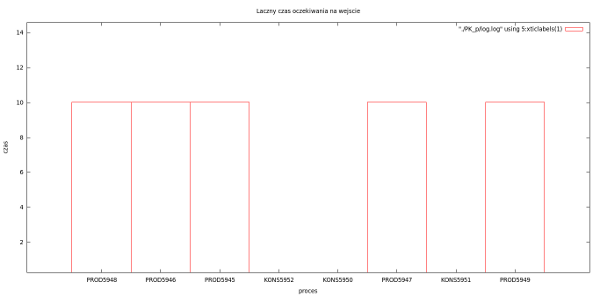 Laczny czas oczekiwania na wejscie
"./PK_p/log.log" using 5:xticlabels(1)
14
12
10
8
6
4
2
czas
PROD5948 PROD5946 PROD5945 KONS5952 KONS5950 PROD5947 KONS5951 PROD5949
proces